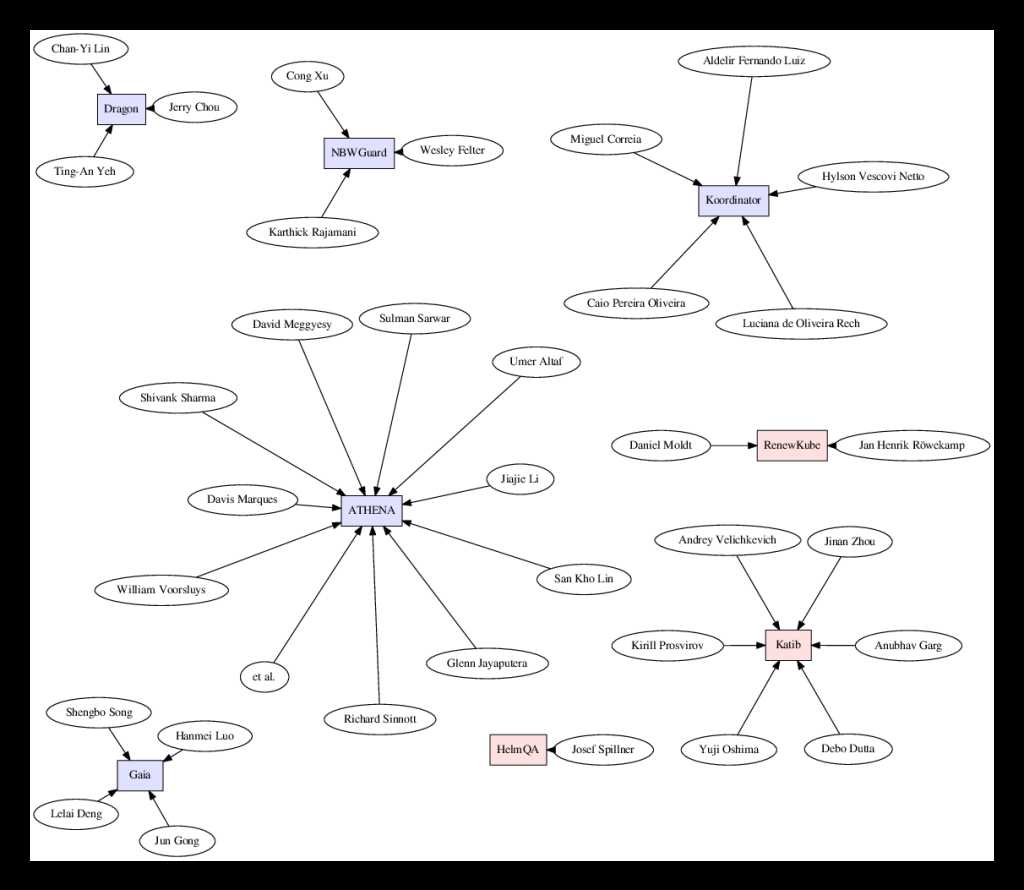 Chan-Yi Lin
Dragon
Jerry Chou
Ting-An Yeh
Cong Xu
NBWGuard
Wesley Felter
Karthick Rajamani
Aldelir Fernando Luiz
Miguel Correia
Hylson Vescovi Netto
Koordinator
Caio Pereira Oliveira
Luciana de Oliveira Rech
David Meggyesy
Sulman Sarwar
Umer Altaf
Shivank Sharma
Jiajie Li
Davis Marques
ATHENA
San Kho Lin
William Voorsluys
Glenn Jayaputera
et al.
Richard Sinnott
Daniel Moldt
RenewKube
Jan Henrik Röwekamp
Andrey Velichkevich
Jinan Zhou
Kirill Prosvirov
Katib
Anubhav Garg
Yuji Oshima
Debo Dutta
Shengbo Song
Hanmei Luo
Gaia
Lelai Deng
Jun Gong
HelmQA
Josef Spillner